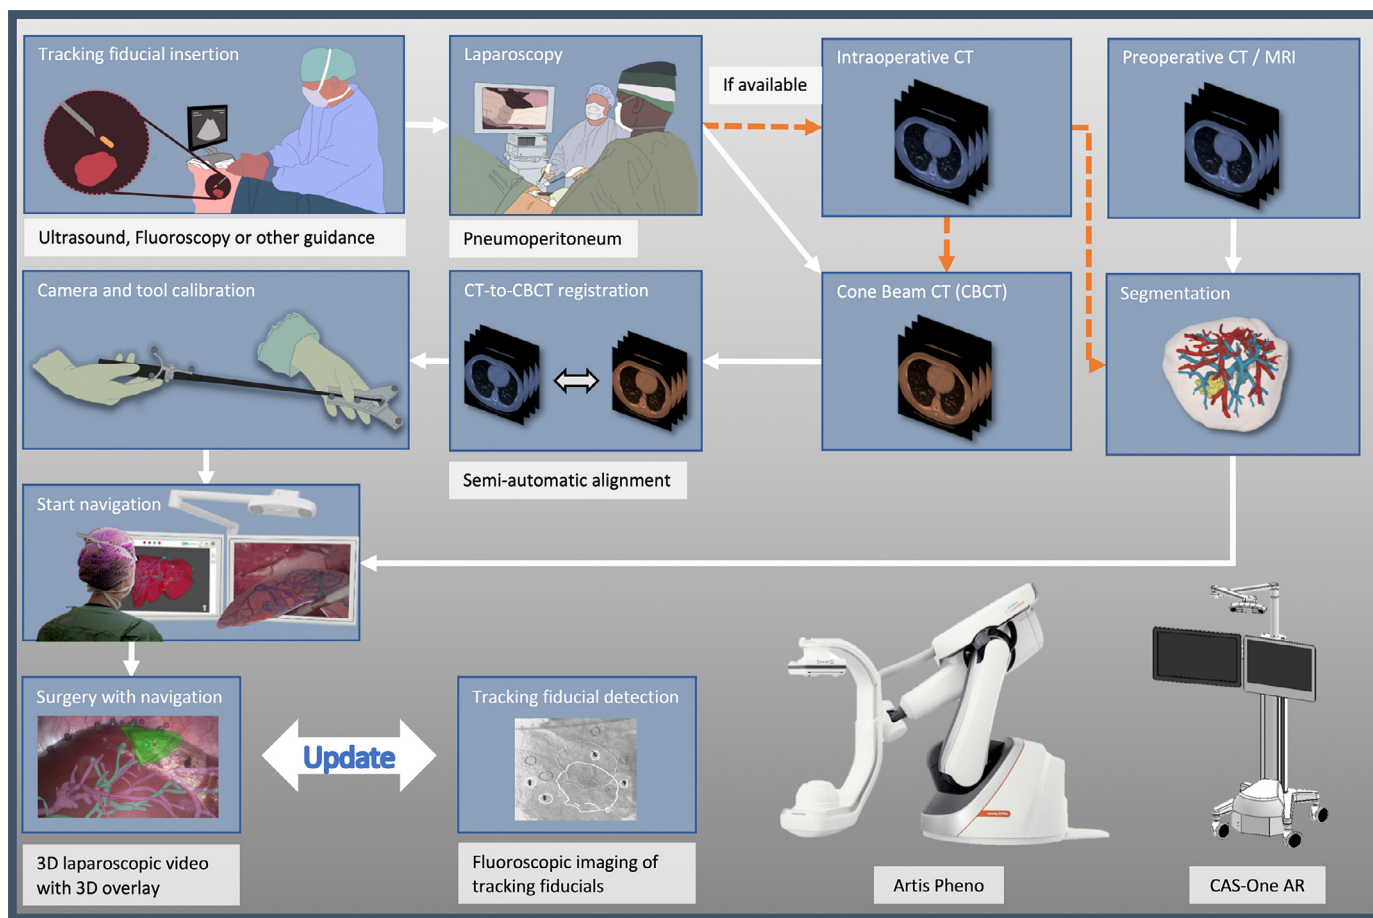 Tracking fiducial insertion
Laparoscopy
If available
Intraoperative CT
Preoperative CT / MRI
Ultrasound, Fluoroscopy or other guidance
Pneumoperitoneum
Camera and tool calibration
CT-to-CBCT registration
Cone Beam CT (CBCT)
Segmentation
Semi-automatic alignment
Start navigation
Surgery with navigation
Update
Tracking fiducial detection
3D laparoscopic video
with 3D overlay
Fluoroscopic imaging of
tracking fiducials
Artis Pheno
CAS-One AR